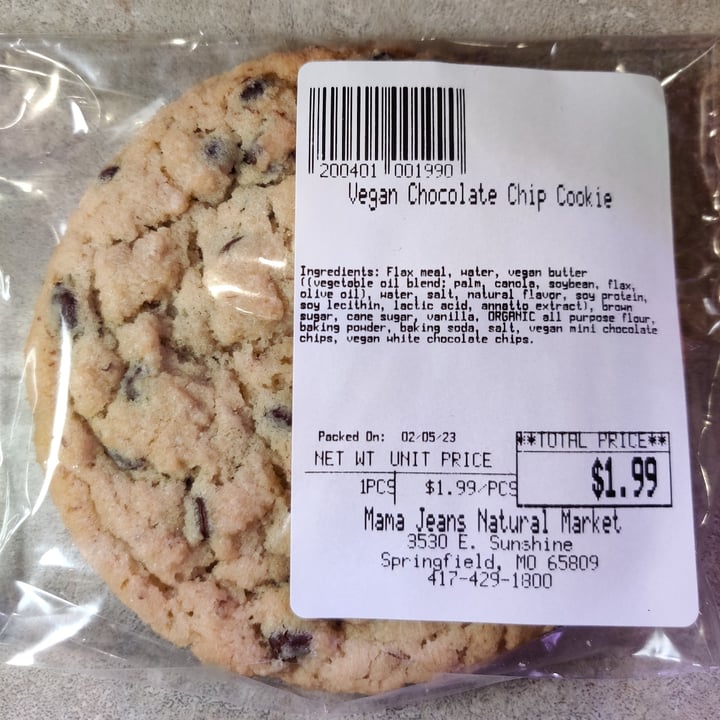 200401 001990
Vegan Chocolate Chip Cookie
Ingredients: Flax meal, water, vegan butter
((vegetable oil blend: palm, canola, soybean, flax,
olive oil), water, salt, natural flavor, soy protein,
soy lecithin, lactic acid, annatto extract), brown
sugar, cane sugar, vanilla, ORGANIC all purpose flour,
baking powder, baking soda, salt, vegan mini chocolate
chips, vegan white chocolate chips.
Packed On: 02/05/23
NET WT UNIT PRICE
**TOTAL PRICE**
1PCS $1.99/PCS
$1.99
Mama Jeans Natural Market
3530 E. Sunshine
Springfield, MO 65809
417-429-1800